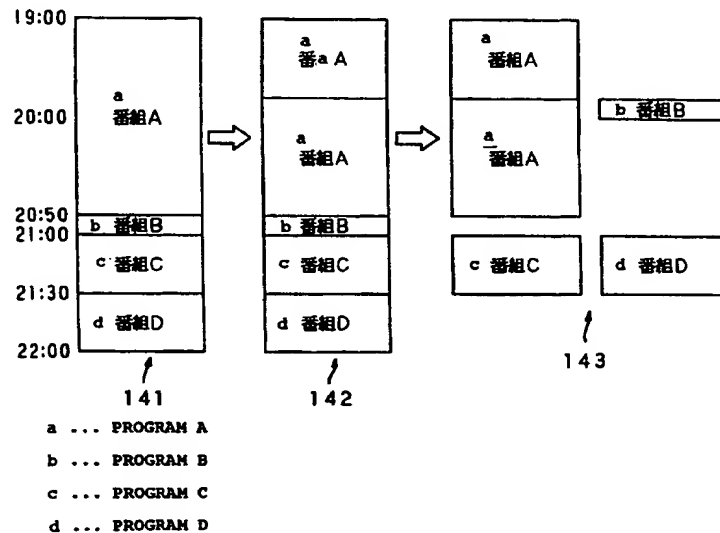 19:00
a
番組A
20:00
20:50
b 番組B
21:00
c 番組C
21:30
d 番組D
22:00
141
a
番a A
a
番組A
b 番組B
c 番組C
d 番組D
142
a
番組A
a
番組A
b 番組B
c 番組C
d 番組D
143
a ... PROGRAM A
b ... PROGRAM B
c ... PROGRAM C
d ... PROGRAM D